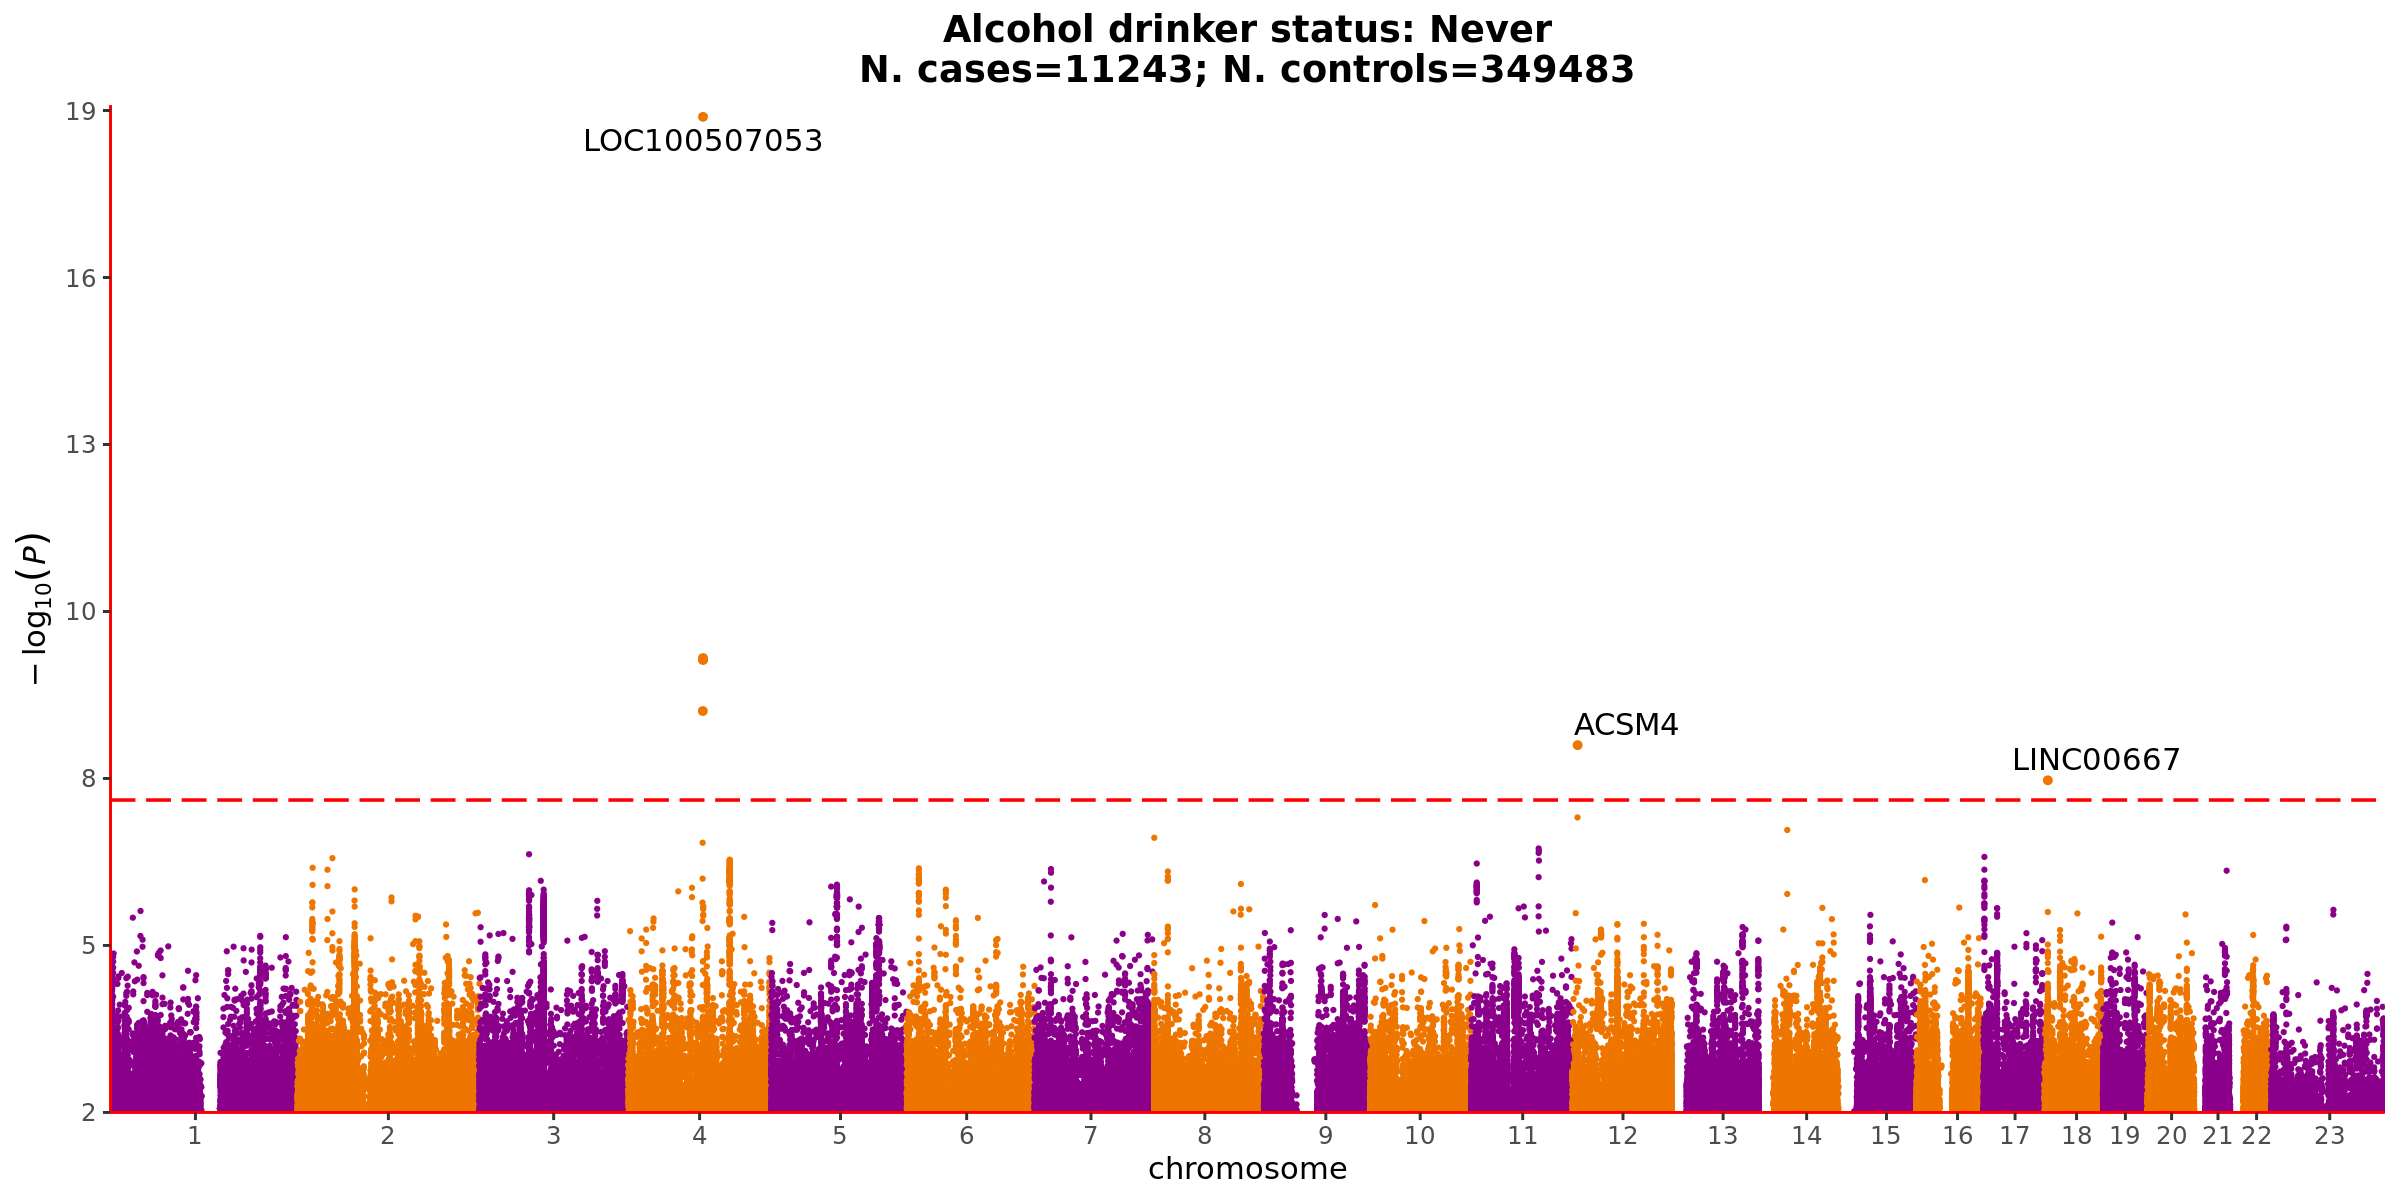 Alcohol drinker status: Never
N. cases=11243; N. controls=349483
19
LOC100507053
16
13
10
ACSM4
LINC00667
8
5
2
−log10(P)
1 2 3 4 5 6 7 8 9 10 11 12 13 14 15 16 17 18 19 20 21 22 23
chromosome